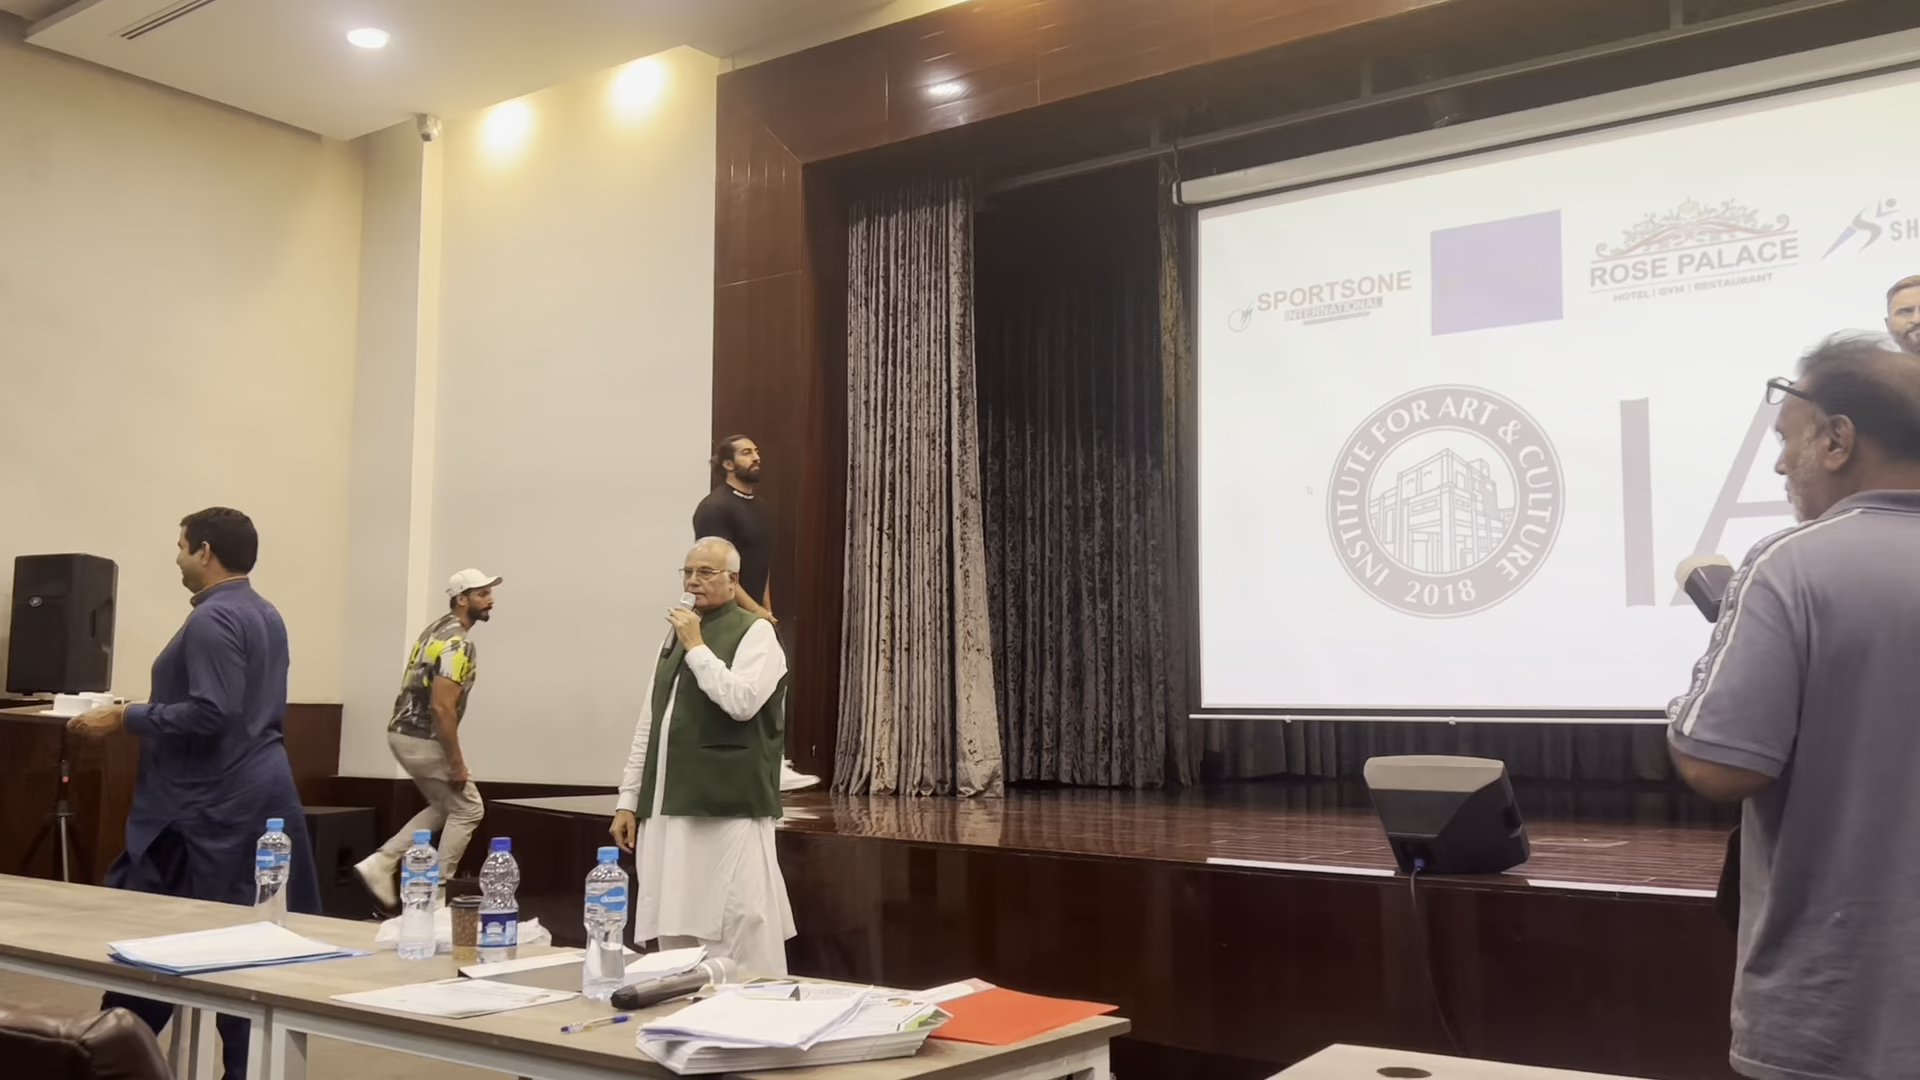 SPORTSONE
INTERNATIONAL
ROSE PALACE
HOTEL | GYM | RESTAURANT
SH
INSTITUTE FOR ART & CULTURE
2018
IA